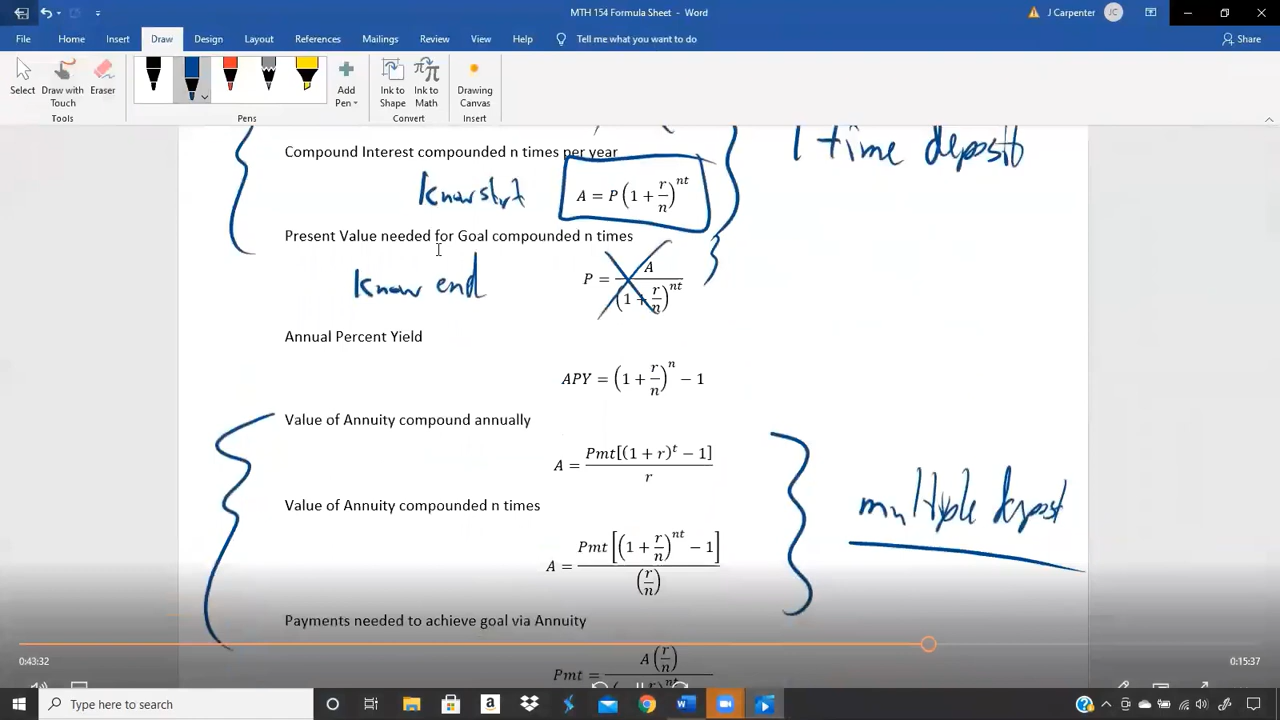 MTH 154 Formula Sheet - Word
J Carpenter JC
File Home Insert Draw Design Layout References Mailings Review View Help Tell me what you want to do Share
Select Draw with Touch Eraser Add Pen Ink to Shape Ink to Math Drawing Canvas
Tools Pens Convert Insert
1 time deposit
Compound Interest compounded n times per year
know strt A = P(1 + r/n)^nt
Present Value needed for Goal compounded n times
know end P = A/(1 + r/n)^nt
Annual Percent Yield
APY = (1 + r/n)^n − 1
Value of Annuity compound annually
A = Pmt[(1 + r)^t − 1]/r
Value of Annuity compounded n times
multiple deposit
A = Pmt[(1 + r/n)^nt − 1]/(r/n)
Payments needed to achieve goal via Annuity
0:43:32 0:15:37
Type here to search